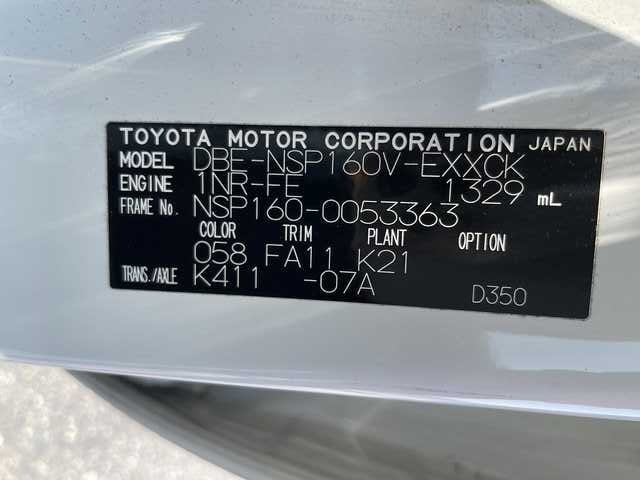 TOYOTA MOTOR CORPORATION JAPAN
MODEL DBE-NSP160V-EXXCK
ENGINE 1NR-FE 1329 mL
FRAME No. NSP160-0053363
COLOR TRIM PLANT OPTION
058 FA11 K21
TRANS./AXLE K411 -07A D350